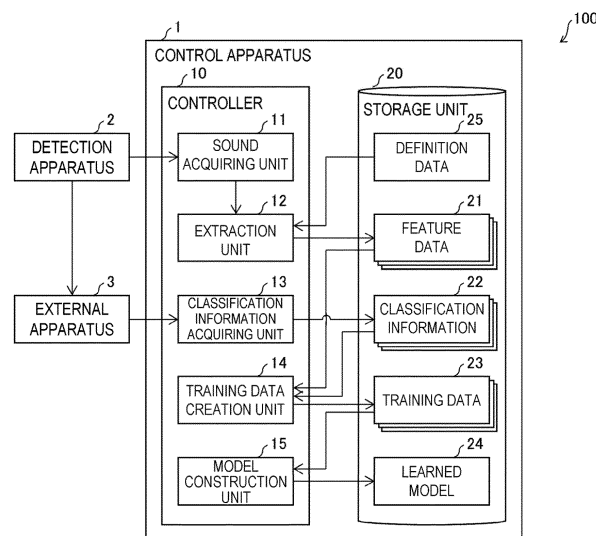 100
1
CONTROL APPARATUS
10
CONTROLLER
20
STORAGE UNIT
2
DETECTION
APPARATUS
11
SOUND
ACQUIRING UNIT
25
DEFINITION
DATA
12
EXTRACTION
UNIT
21
FEATURE
DATA
3
EXTERNAL
APPARATUS
13
CLASSIFICATION
INFORMATION
ACQUIRING UNIT
22
CLASSIFICATION
INFORMATION
14
TRAINING DATA
CREATION UNIT
23
TRAINING DATA
15
MODEL
CONSTRUCTION
UNIT
24
LEARNED
MODEL